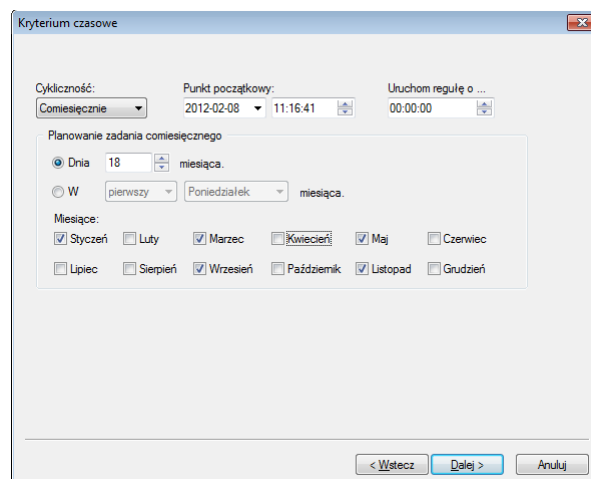 Kryterium czasowe
Cykliczność: Punkt początkowy: Uruchom regułę o ...
Comiesięcznie 2012-02-08 11:16:41 00:00:00
Planowanie zadania comiesięcznego
Dnia 18 miesiąca.
W pierwszy Poniedziałek miesiąca.
Miesiące:
Styczeń Luty Marzec Kwiecień Maj Czerwiec
Lipiec Sierpień Wrzesień Październik Listopad Grudzień
< Wstecz Dalej > Anuluj